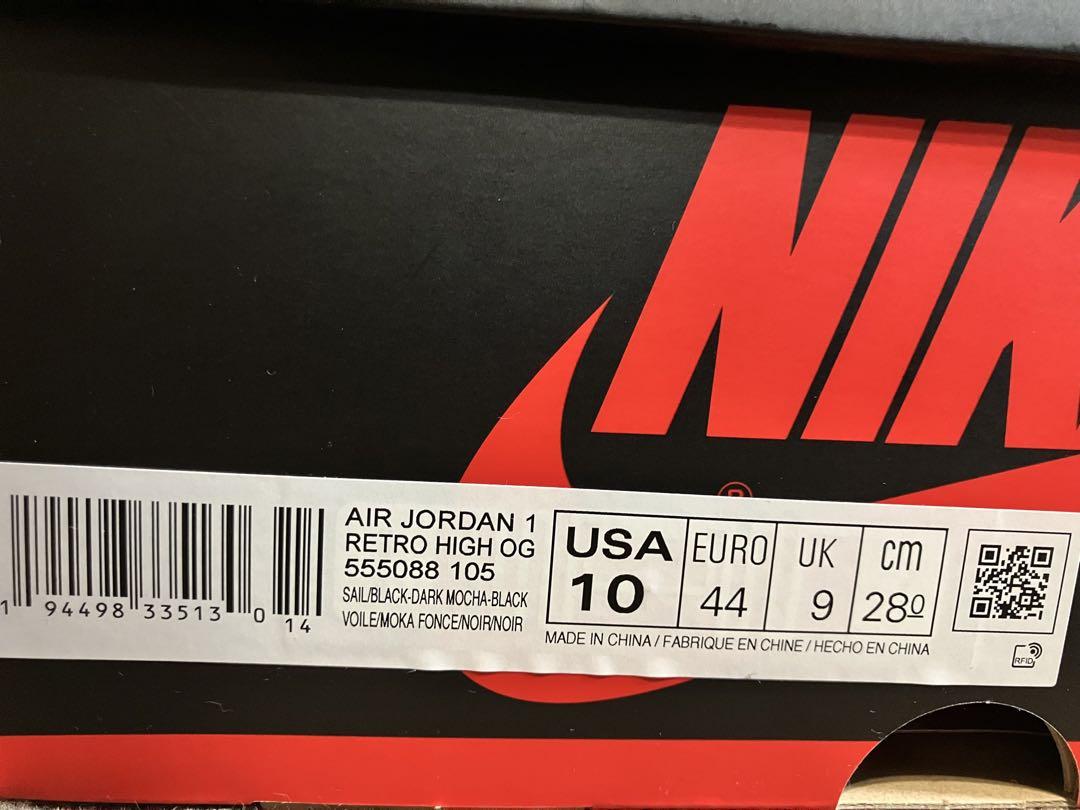 NIK
®
AIR JORDAN 1
RETRO HIGH OG
555088 105
SAIL/BLACK-DARK MOCHA-BLACK
VOILE/MOKA FONCE/NOIR/NOIR
1 94498 33513 0 14
USA
10
EURO
44
UK
9
cm
280
MADE IN CHINA / FABRIQUE EN CHINE / HECHO EN CHINA
RFID